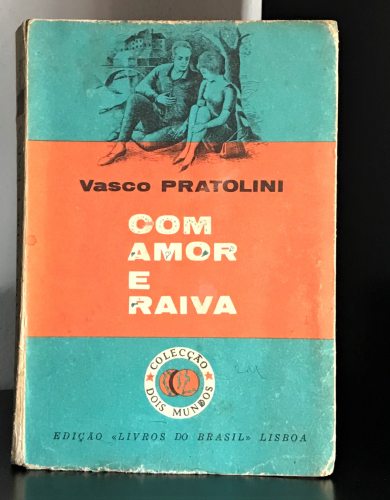 Vasco PRATOLINI
COM
AMOR
E
RAIVA
COLECÇÃO
DOIS MUNDOS
EDIÇÃO «LIVROS DO BRASIL» LISBOA